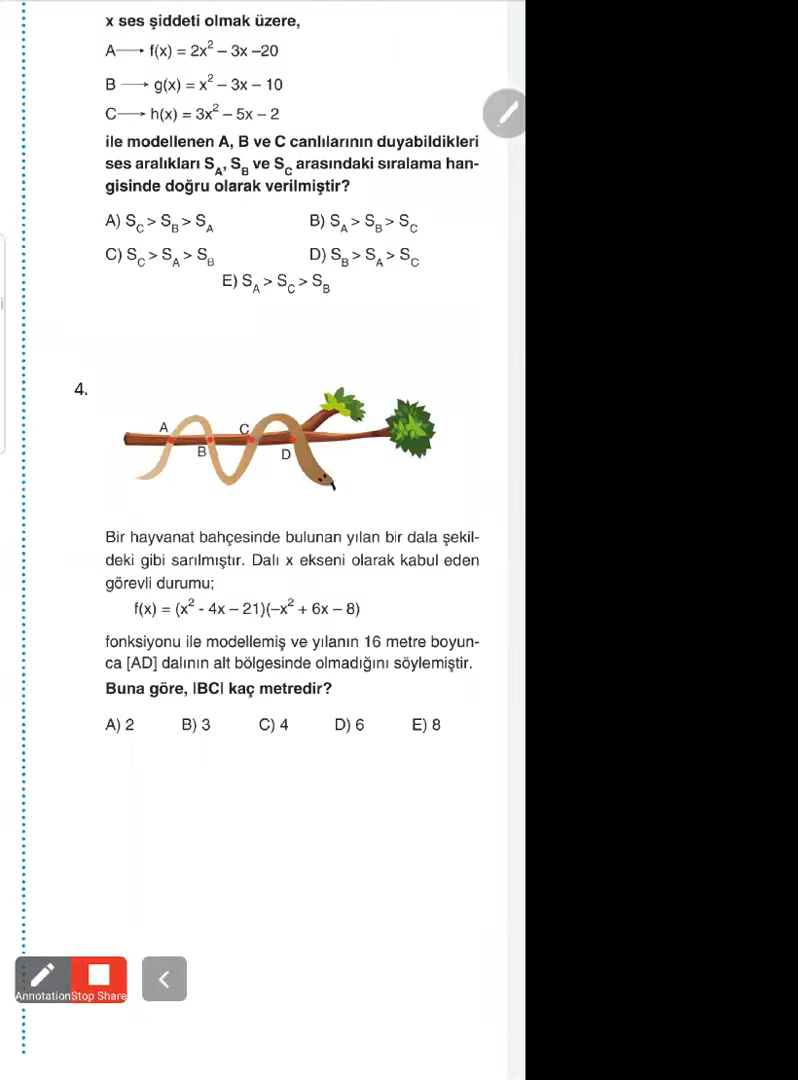 x ses şiddeti olmak üzere,
A⟶ f(x) = 2x² – 3x –20
B ⟶ g(x) = x² – 3x – 10
C⟶ h(x) = 3x² – 5x – 2
ile modellenen A, B ve C canlılarının duyabildikleri
ses aralıkları S_A, S_B ve S_C arasındaki sıralama han-
gisinde doğru olarak verilmiştir?
A) S_C > S_B > S_A B) S_A > S_B > S_C
C) S_C > S_A > S_B D) S_B > S_A > S_C
E) S_A > S_C > S_B
4.
A
B
C
D
Bir hayvanat bahçesinde bulunan yılan bir dala şekil-
deki gibi sarılmıştır. Dalı x ekseni olarak kabul eden
görevli durumu;
f(x) = (x² - 4x – 21)(–x² + 6x – 8)
fonksiyonu ile modellemiş ve yılanın 16 metre boyun-
ca [AD] dalının alt bölgesinde olmadığını söylemiştir.
Buna göre, |BC| kaç metredir?
A) 2 B) 3 C) 4 D) 6 E) 8
Annotation Stop Share